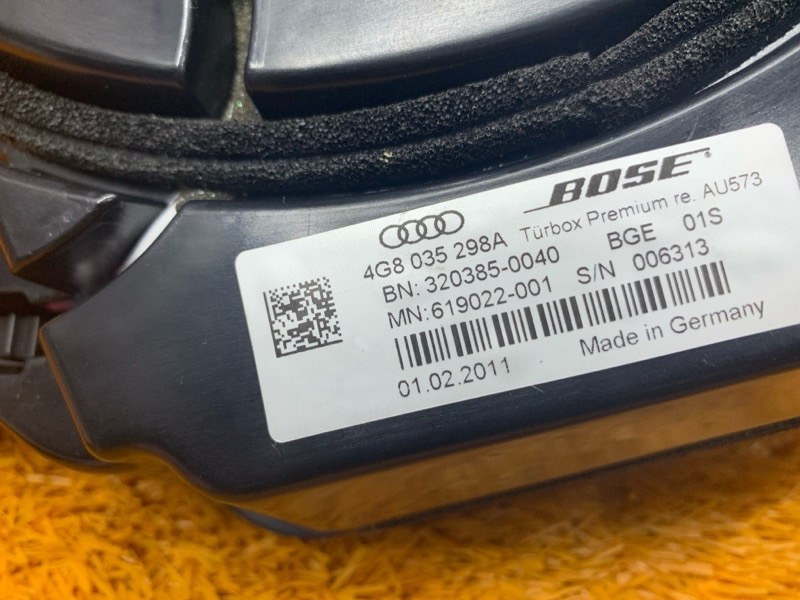 BOSE
4G8 035 298A Türbox Premium re. AU573
BN: 320385-0040 BGE 01S
MN: 619022-001 S/N 006313
01.02.2011 Made in Germany